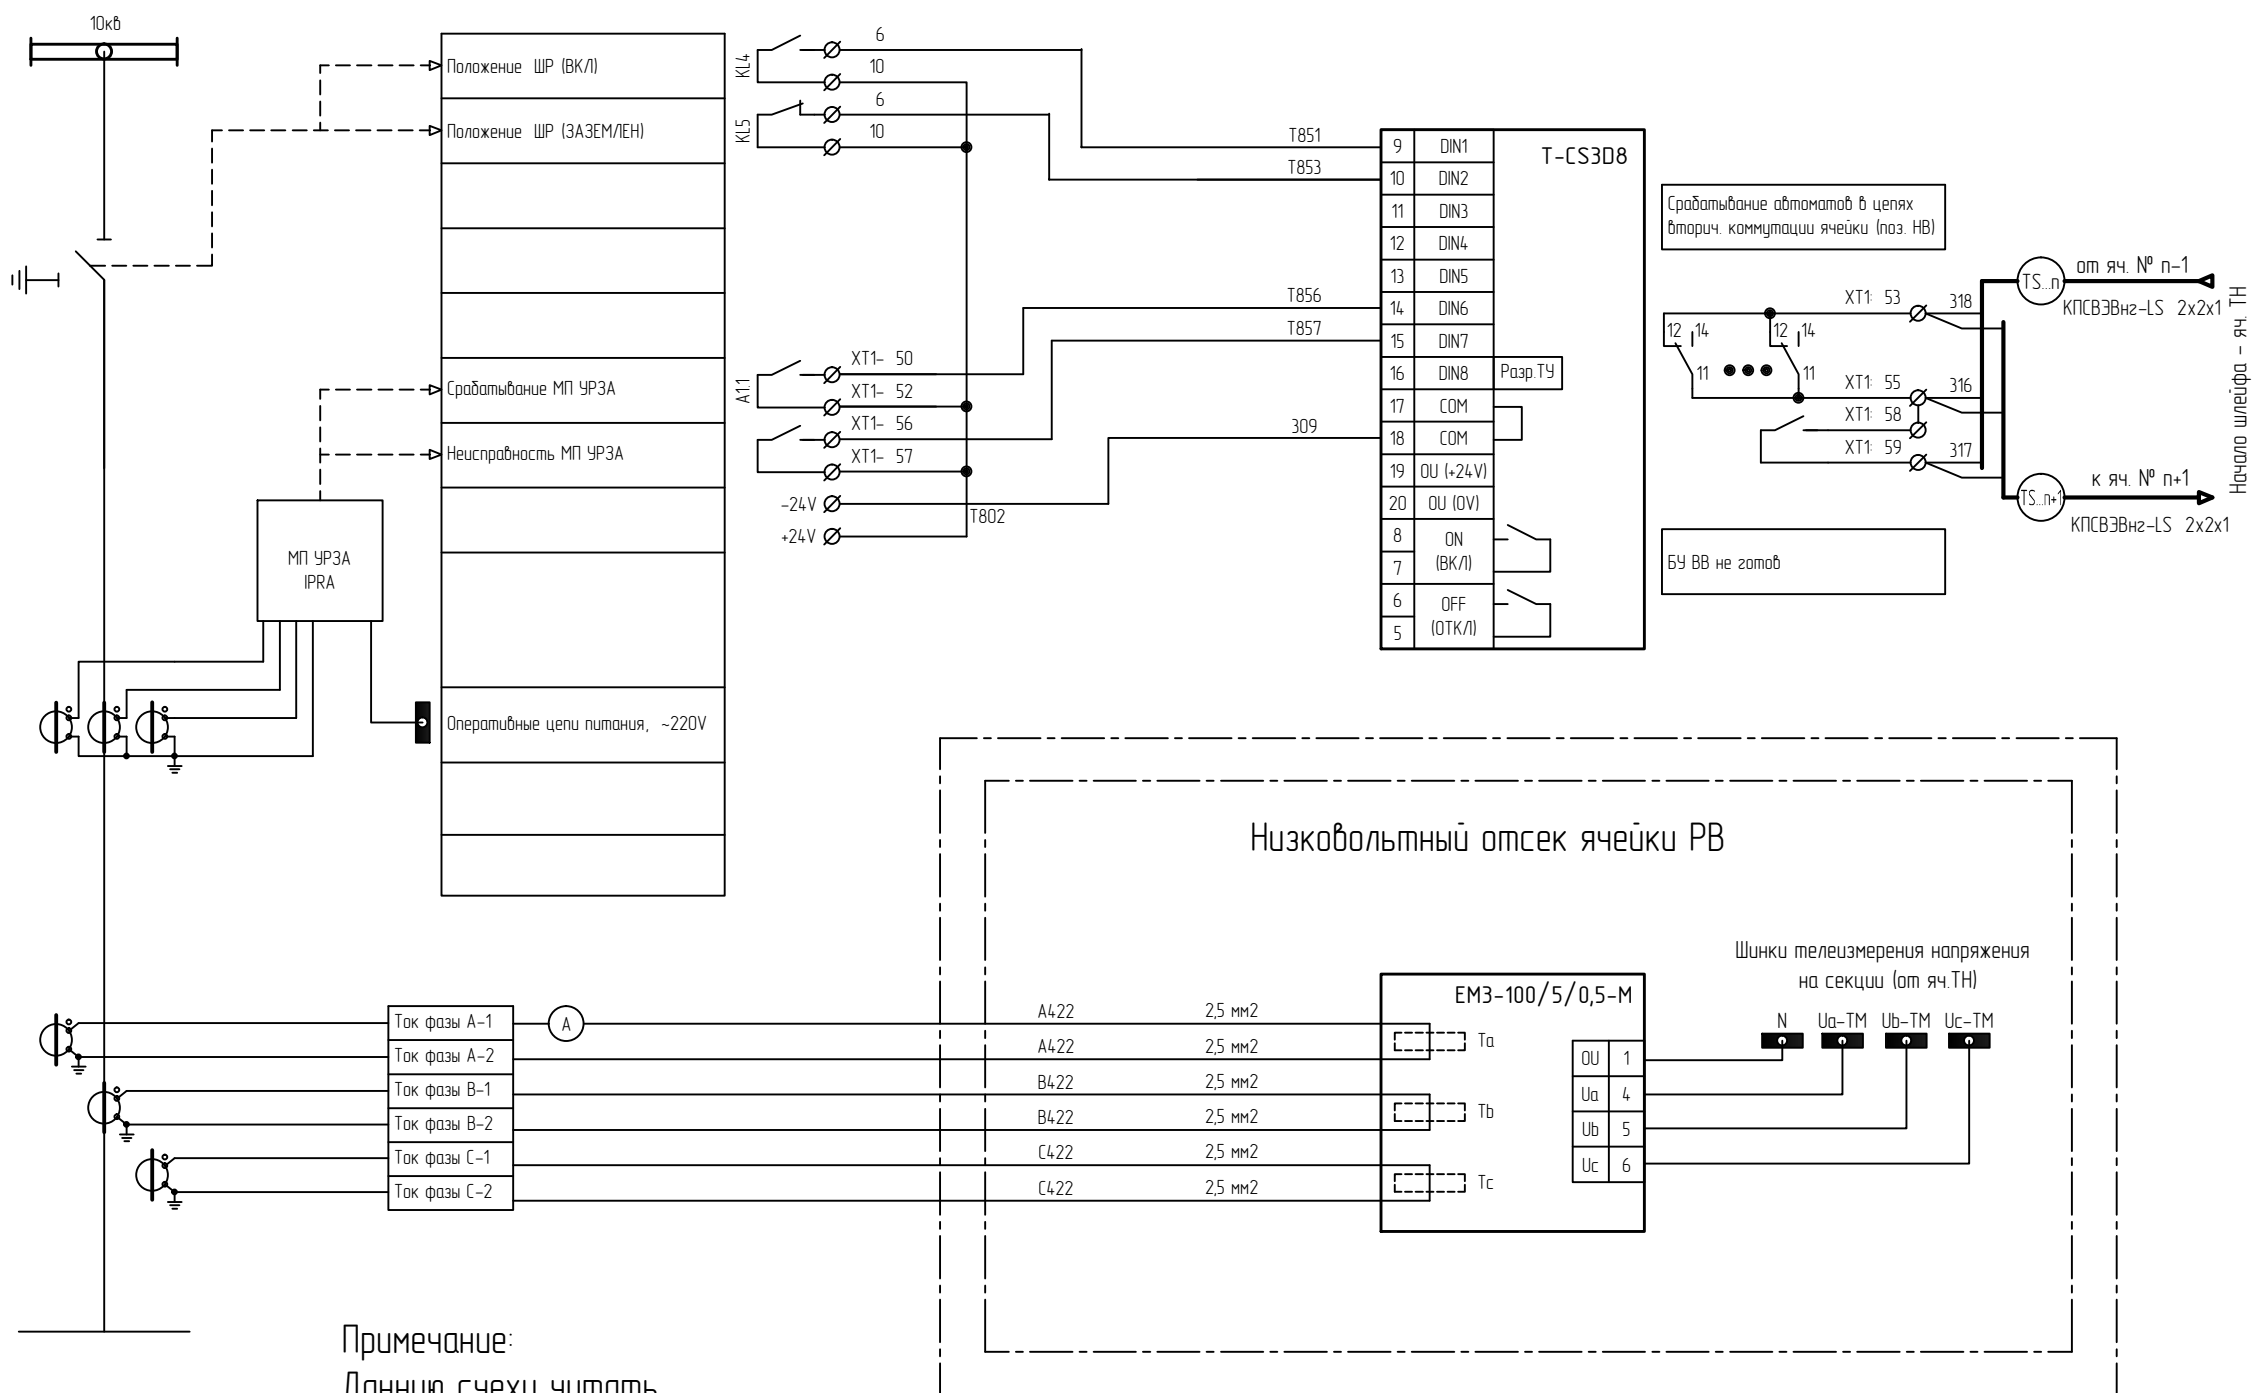 10кВ
Положение ШР (ВКЛ)
Положение ШР (ЗАЗЕМЛЕН)
Срабатывание МП УРЗА
Неисправность МП УРЗА
Оперативные цепи питания, ~220V
МП УРЗА
IPRA
KL4
6
10
KL5
6
10
A1.1
XT1- 50
XT1- 52
XT1- 56
XT1- 57
-24V
+24V
T802
T851
T853
T856
T857
309
T-CS3D8
9 DIN1
10 DIN2
11 DIN3
12 DIN4
13 DIN5
14 DIN6
15 DIN7
16 DIN8 Разр.ТУ
17 COM
18 COM
19 OU (+24V)
20 OU (0V)
8 ON
7 (ВКЛ)
6 OFF
5 (ОТКЛ)
Срабатывание автоматов в цепях
вторич. коммутации ячейки (поз. НВ)
12 14
11
12 14
11
XT1: 53
318
XT1: 55
316
XT1: 58
XT1: 59
317
TS...n
от яч. № n-1
КПСВЭВнг-LS 2x2x1
TS...n+1
к яч. № n+1
КПСВЭВнг-LS 2x2x1
Начало шлейфа - яч. ТН
БУ ВВ не готов
Низковольтный отсек ячейки РВ
Шинки телеизмерения напряжения
на секции (от яч.ТН)
N Ua-TM Ub-TM Uc-TM
EM3-100/5/0,5-M
Ta
Tb
Tc
OU 1
Ua 4
Ub 5
Uc 6
Ток фазы А-1
A
A422 2,5 мм2
Ток фазы А-2
A422 2,5 мм2
Ток фазы В-1
B422 2,5 мм2
Ток фазы В-2
B422 2,5 мм2
Ток фазы С-1
C422 2,5 мм2
Ток фазы С-2
C422 2,5 мм2
Примечание:
читать